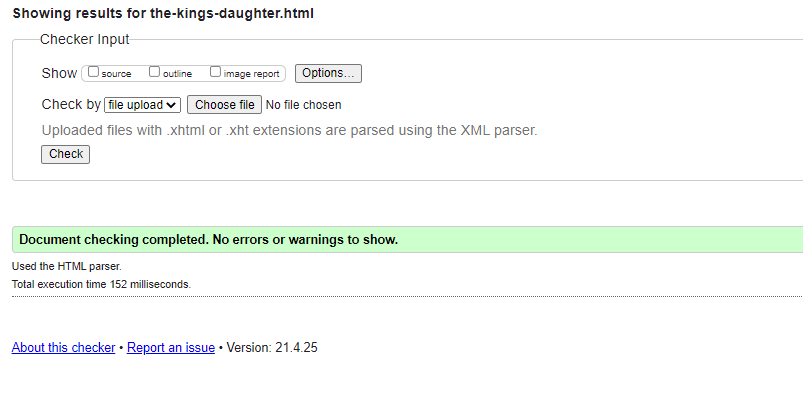 Showing results for the-kings-daughter.html
Checker Input
Show source outline image report Options...
Check by file upload Choose file No file chosen
Uploaded files with .xhtml or .xht extensions are parsed using the XML parser.
Check
Document checking completed. No errors or warnings to show.
Used the HTML parser.
Total execution time 152 milliseconds.
About this checker • Report an issue • Version: 21.4.25